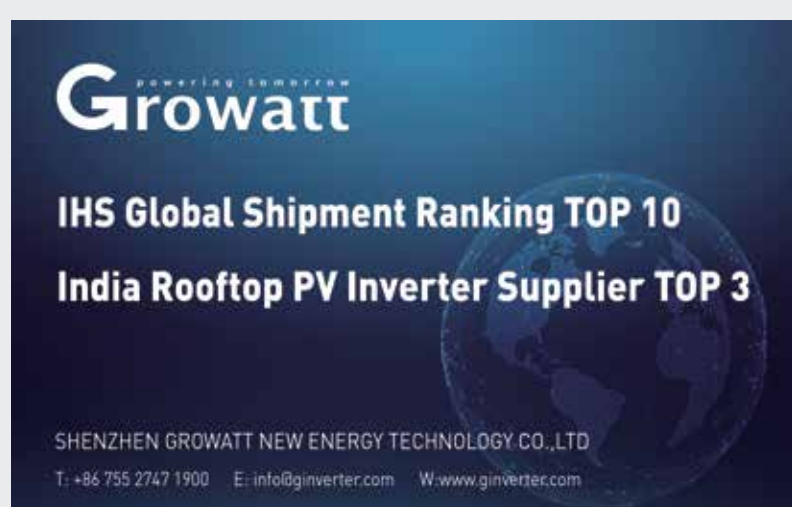 powering tomorrow
Growatt
IHS Global Shipment Ranking TOP 10
India Rooftop PV Inverter Supplier TOP 3
SHENZHEN GROWATT NEW ENERGY TECHNOLOGY CO.,LTD
T: +86 755 2747 1900 E: info@ginverter.com W:www.ginverter.com